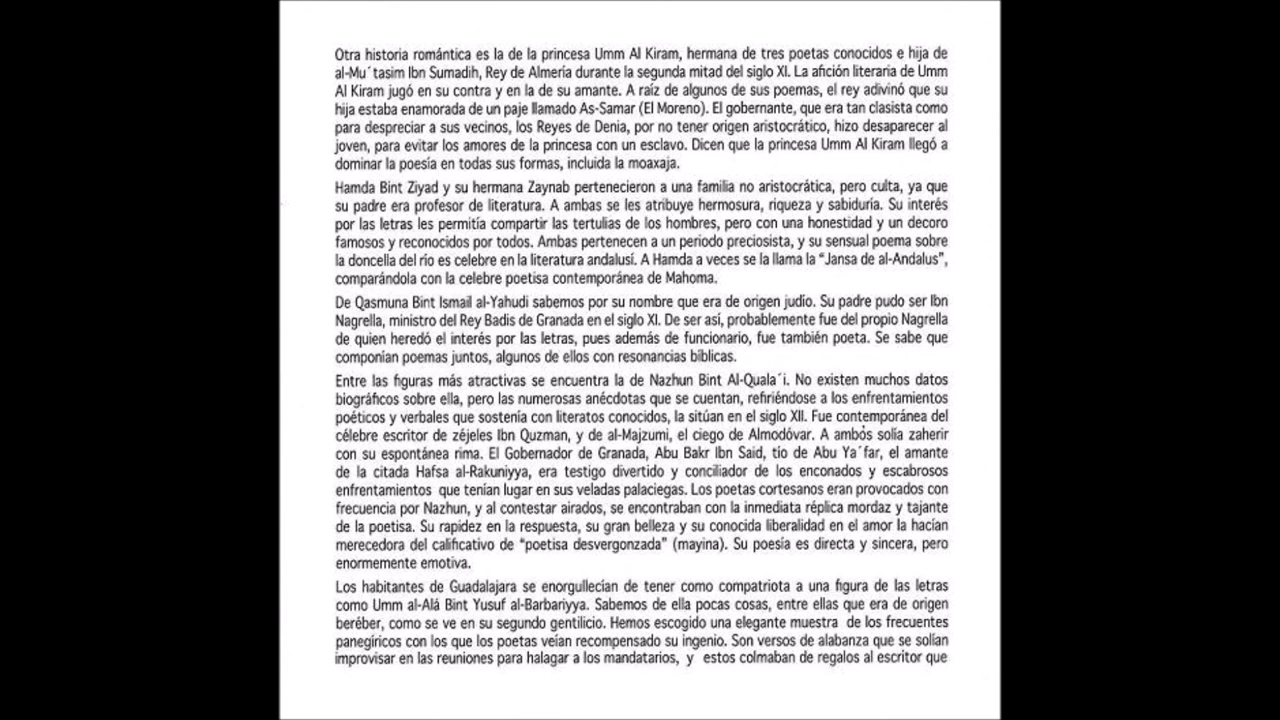 Otra historia romántica es la de la princesa Umm Al Kiram, hermana de tres poetas conocidos e hija de
al-Mu´tasim Ibn Sumadih, Rey de Almería durante la segunda mitad del siglo XI. La afición literaria de Umm
Al Kiram jugó en su contra y en la de su amante. A raíz de algunos de sus poemas, el rey adivinó que su
hija estaba enamorada de un paje llamado As-Samar (El Moreno). El gobernante, que era tan clasista como
para despreciar a sus vecinos, los Reyes de Denia, por no tener origen aristocrático, hizo desaparecer al
joven, para evitar los amores de la princesa con un esclavo. Dicen que la princesa Umm Al Kiram llegó a
dominar la poesía en todas sus formas, incluida la moaxaja.
Hamda Bint Ziyad y su hermana Zaynab pertenecieron a una familia no aristocrática, pero culta, ya que
su padre era profesor de literatura. A ambas se les atribuye hermosura, riqueza y sabiduría. Su interés
por las letras les permitía compartir las tertulias de los hombres, pero con una honestidad y un decoro
famosos y reconocidos por todos. Ambas pertenecen a un periodo preciosista, y su sensual poema sobre
la doncella del río es celebre en la literatura andalusí. A Hamda a veces se la llama la “Jansa de al-Andalus”,
comparándola con la celebre poetisa contemporánea de Mahoma.
De Qasmuna Bint Ismail al-Yahudi sabemos por su nombre que era de origen judio. Su padre pudo ser Ibn
Nagrella, ministro del Rey Badis de Granada en el siglo XI. De ser así, probablemente fue del propio Nagrella
de quien heredó el interés por las letras, pues además de funcionario, fue también poeta. Se sabe que
componían poemas juntos, algunos de ellos con resonancias bíblicas.
Entre las figuras más atractivas se encuentra la de Nazhun Bint Al-Quala´i. No existen muchos datos
biográficos sobre ella, pero las numerosas anécdotas que se cuentan, refiriéndose a los enfrentamientos
poéticos y verbales que sostenía con literatos conocidos, la sitúan en el siglo XII. Fue contemporánea del
célebre escritor de zéjeles Ibn Quzman, y de al-Majzumi, el ciego de Almodóvar. A ambos solía zaherir
con su espontánea rima. El Gobernador de Granada, Abu Bakr Ibn Said, tío de Abu Ya´far, el amante
de la citada Hafsa al-Rakuniyya, era testigo divertido y conciliador de los enconados y escabrosos
enfrentamientos que tenían lugar en sus veladas palaciegas. Los poetas cortesanos eran provocados con
frecuencia por Nazhun, y al contestar airados, se encontraban con la inmediata réplica mordaz y tajante
de la poetisa. Su rapidez en la respuesta, su gran belleza y su conocida liberalidad en el amor la hacían
merecedora del calificativo de “poetisa desvergonzada” (mayina). Su poesía es directa y sincera, pero
enormemente emotiva.
Los habitantes de Guadalajara se enorgullecían de tener como compatriota a una figura de las letras
como Umm al-Alá Bint Yusuf al-Barbariyya. Sabemos de ella pocas cosas, entre ellas que era de origen
beréber, como se ve en su segundo gentilicio. Hemos escogido una elegante muestra de los frecuentes
panegíricos con los que los poetas veían recompensado su ingenio. Son versos de alabanza que se solían
improvisar en las reuniones para halagar a los mandatarios, y estos colmaban de regalos al escritor que